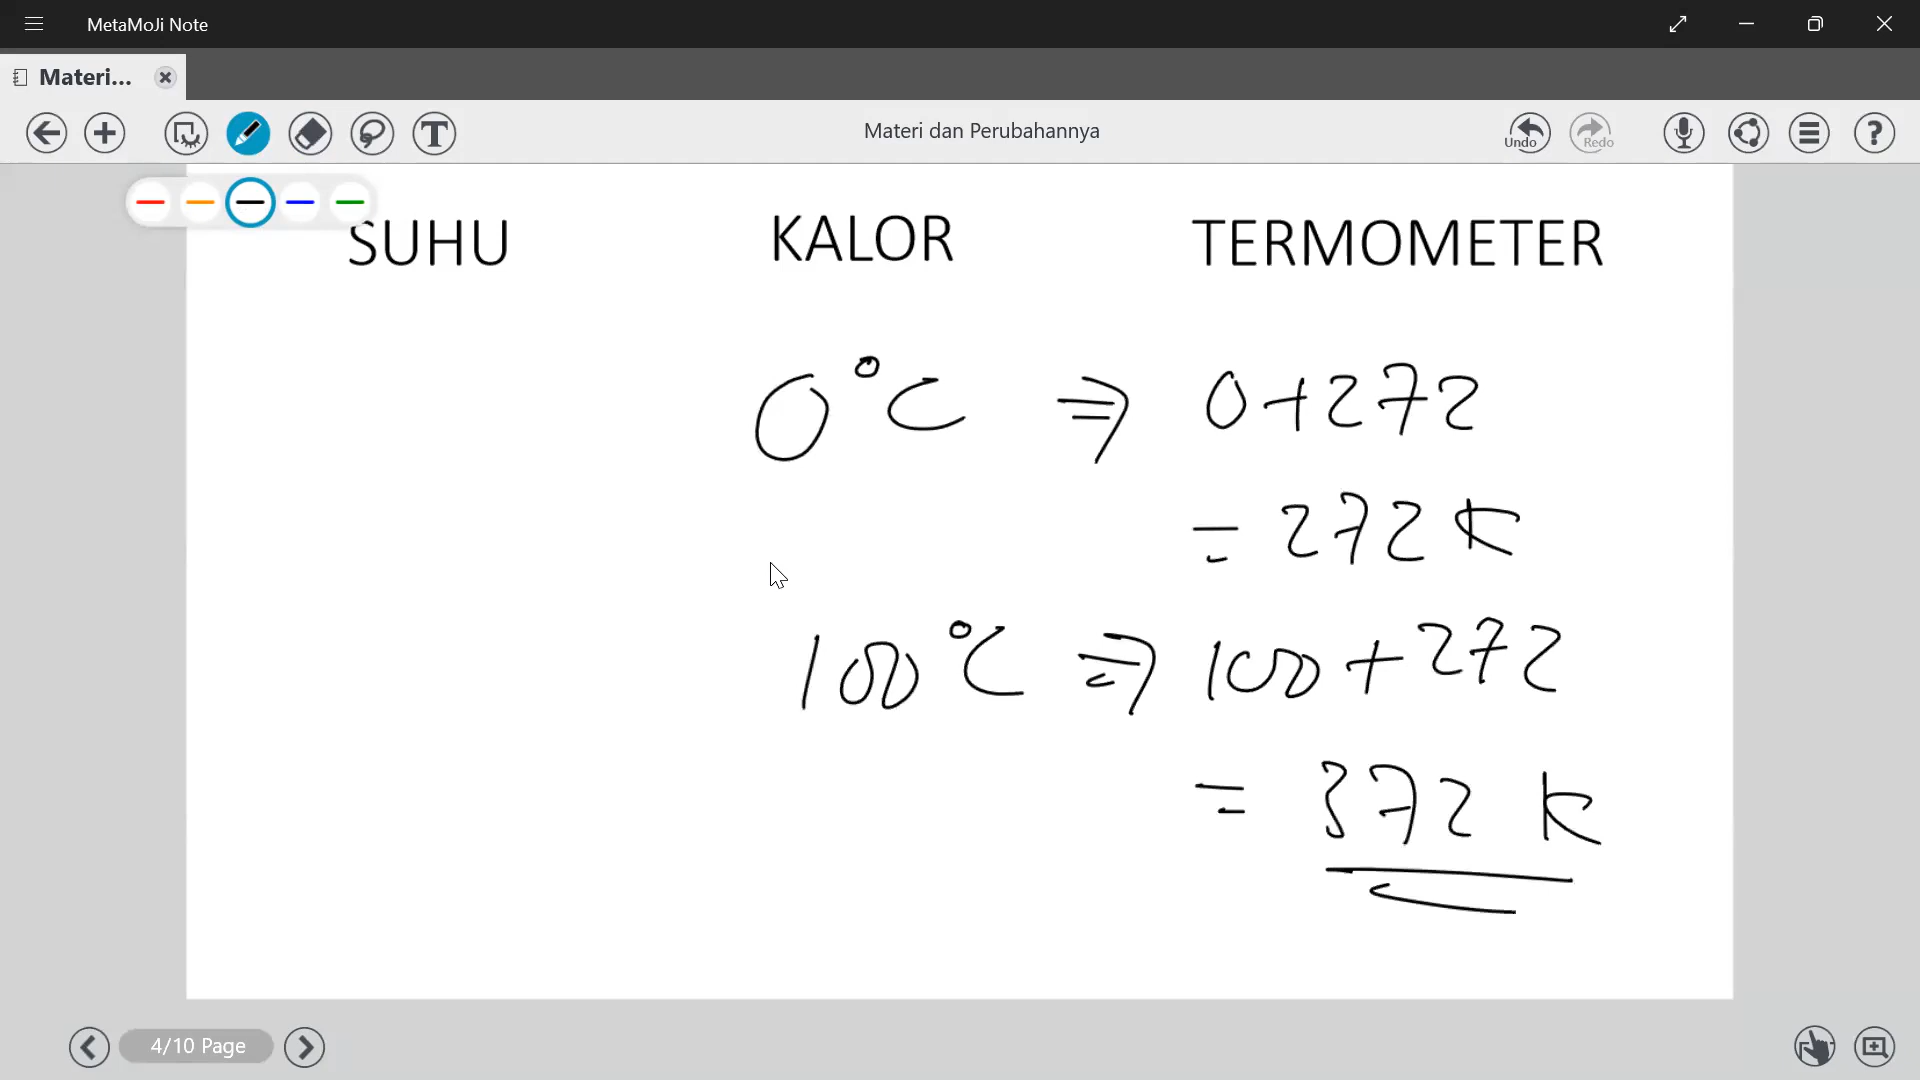 MetaMoJi Note
Materi...
Materi dan Perubahannya
Undo
Redo
SUHU KALOR TERMOMETER
0°C ⇒ 0+272
= 272 K
100°C ⇒ 100+272
= 372 K
4/10 Page